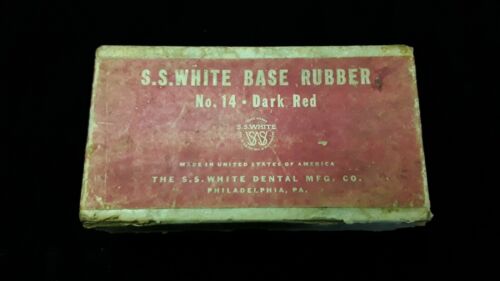 S.S.WHITE BASE RUBBER
No. 14 - Dark Red
S.S.WHITE
MADE IN UNITED STATES OF AMERICA
THE S.S.WHITE DENTAL MFG. CO.
PHILADELPHIA, PA.